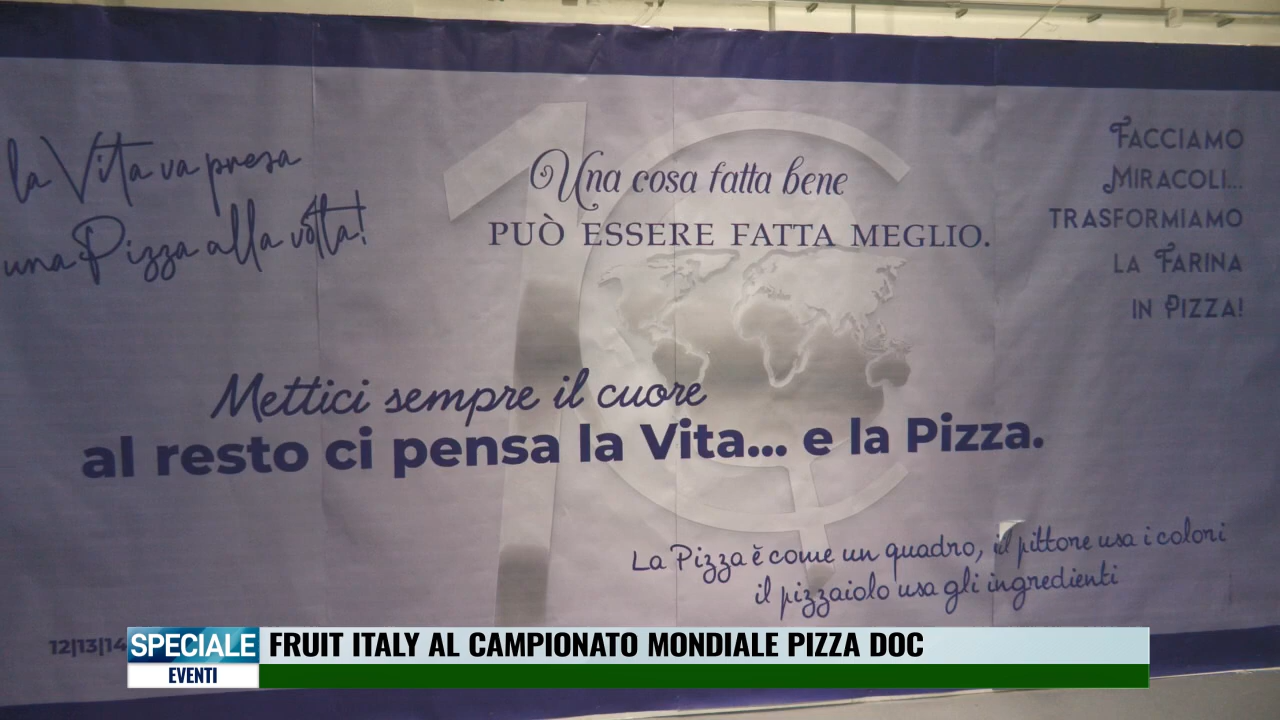 la Vita va presa
una Pizza alla volta!
Una cosa fatta bene
PUÒ ESSERE FATTA MEGLIO.
FACCIAMO
MIRACOLI...
TRASFORMIAMO
LA FARINA
IN PIZZA!
Mettici sempre il cuore
al resto ci pensa la Vita... e la Pizza.
La Pizza è come un quadro, il pittore usa i colori
il pizzaiolo usa gli ingredienti
12|13|14
SPECIALE
EVENTI
FRUIT ITALY AL CAMPIONATO MONDIALE PIZZA DOC